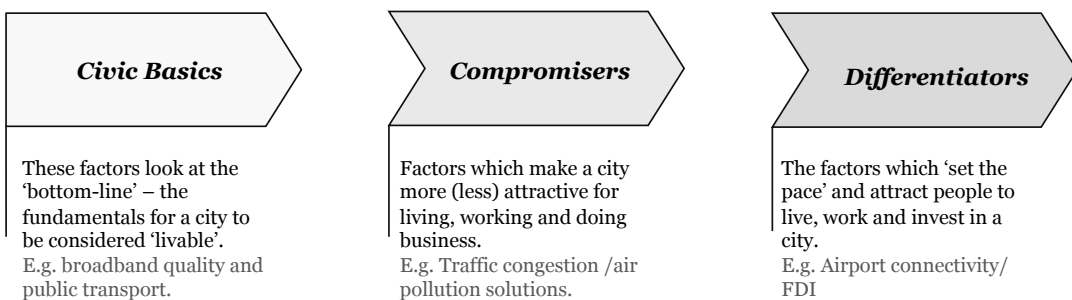 Civic Basics
These factors look at the
‘bottom-line’ – the
fundamentals for a city to
be considered ‘livable’.
E.g. broadband quality and
public transport.
Compromisers
Factors which make a city
more (less) attractive for
living, working and doing
business.
E.g. Traffic congestion /air
pollution solutions.
Differentiators
The factors which ‘set the
pace’ and attract people to
live, work and invest in a
city.
E.g. Airport connectivity/
FDI